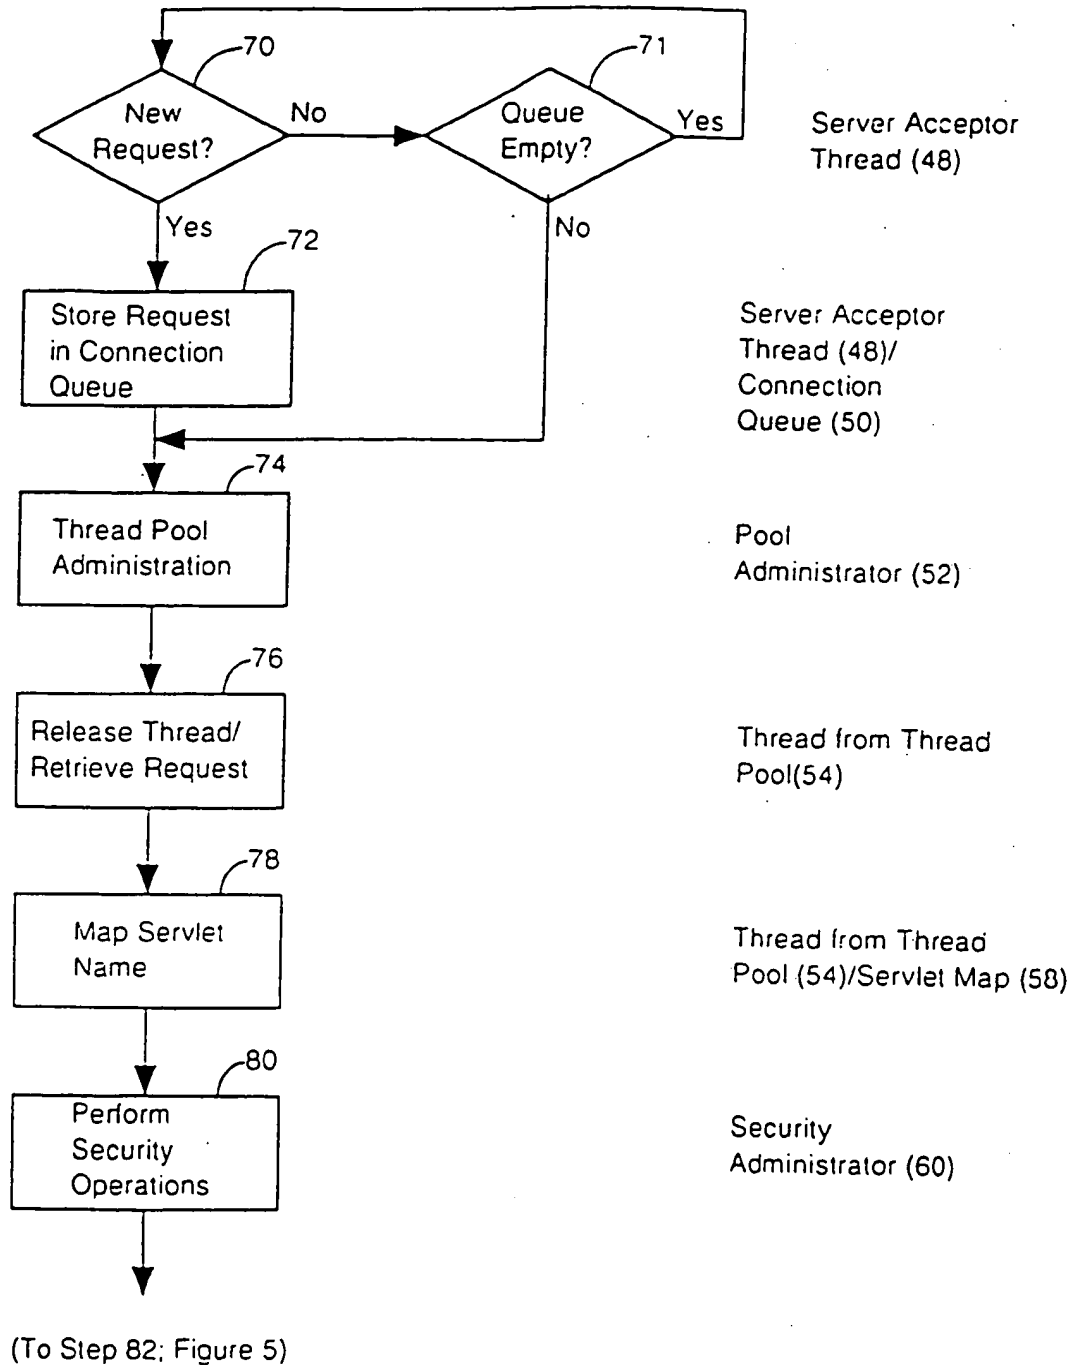 70
New
Request?
No
71
Queue
Empty?
Yes
Server Acceptor
Thread (48)
Yes
No
72
Store Request
in Connection
Queue
Server Acceptor
Thread (48)/
Connection
Queue (50)
74
Thread Pool
Administration
Pool
Administrator (52)
76
Release Thread/
Retrieve Request
Thread from Thread
Pool(54)
78
Map Servlet
Name
Thread from Thread
Pool (54)/Servlet Map (58)
80
Perform
Security
Operations
Security
Administrator (60)
(To Step 82; Figure 5)